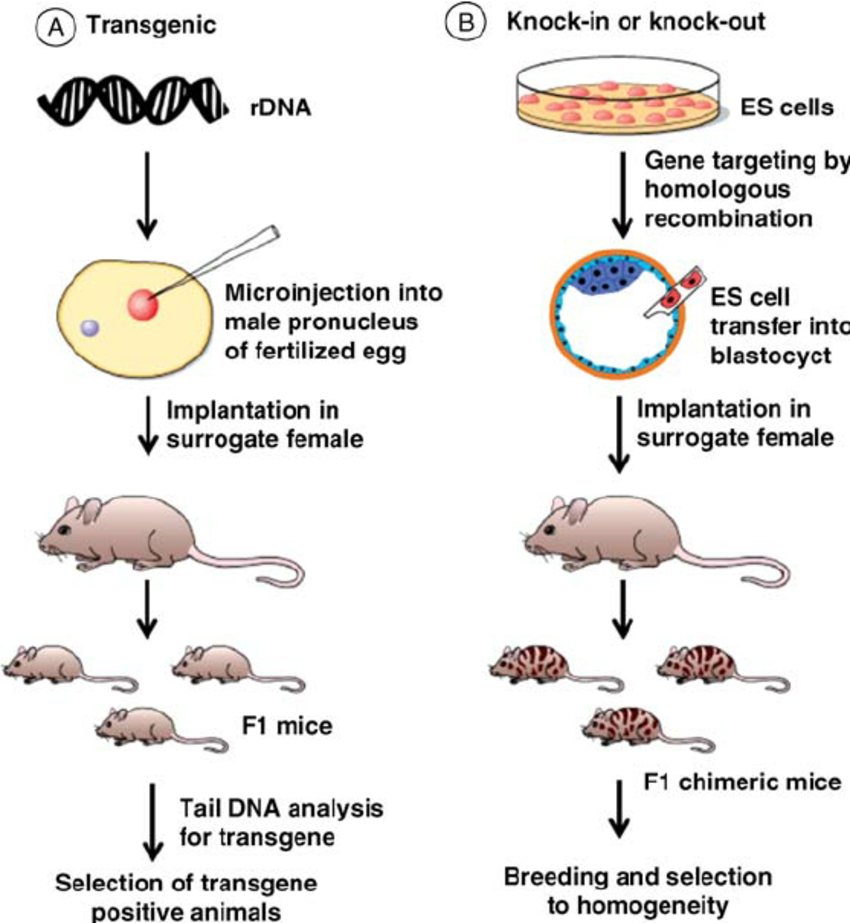 A Transgenic
rDNA
Microinjection into
male pronucleus
of fertilized egg
Implantation in
surrogate female
F1 mice
Tail DNA analysis
for transgene
Selection of transgene
positive animals
B Knock-in or knock-out
ES cells
Gene targeting by
homologous
recombination
ES cell
transfer into
blastocyct
Implantation in
surrogate female
F1 chimeric mice
Breeding and selection
to homogeneity